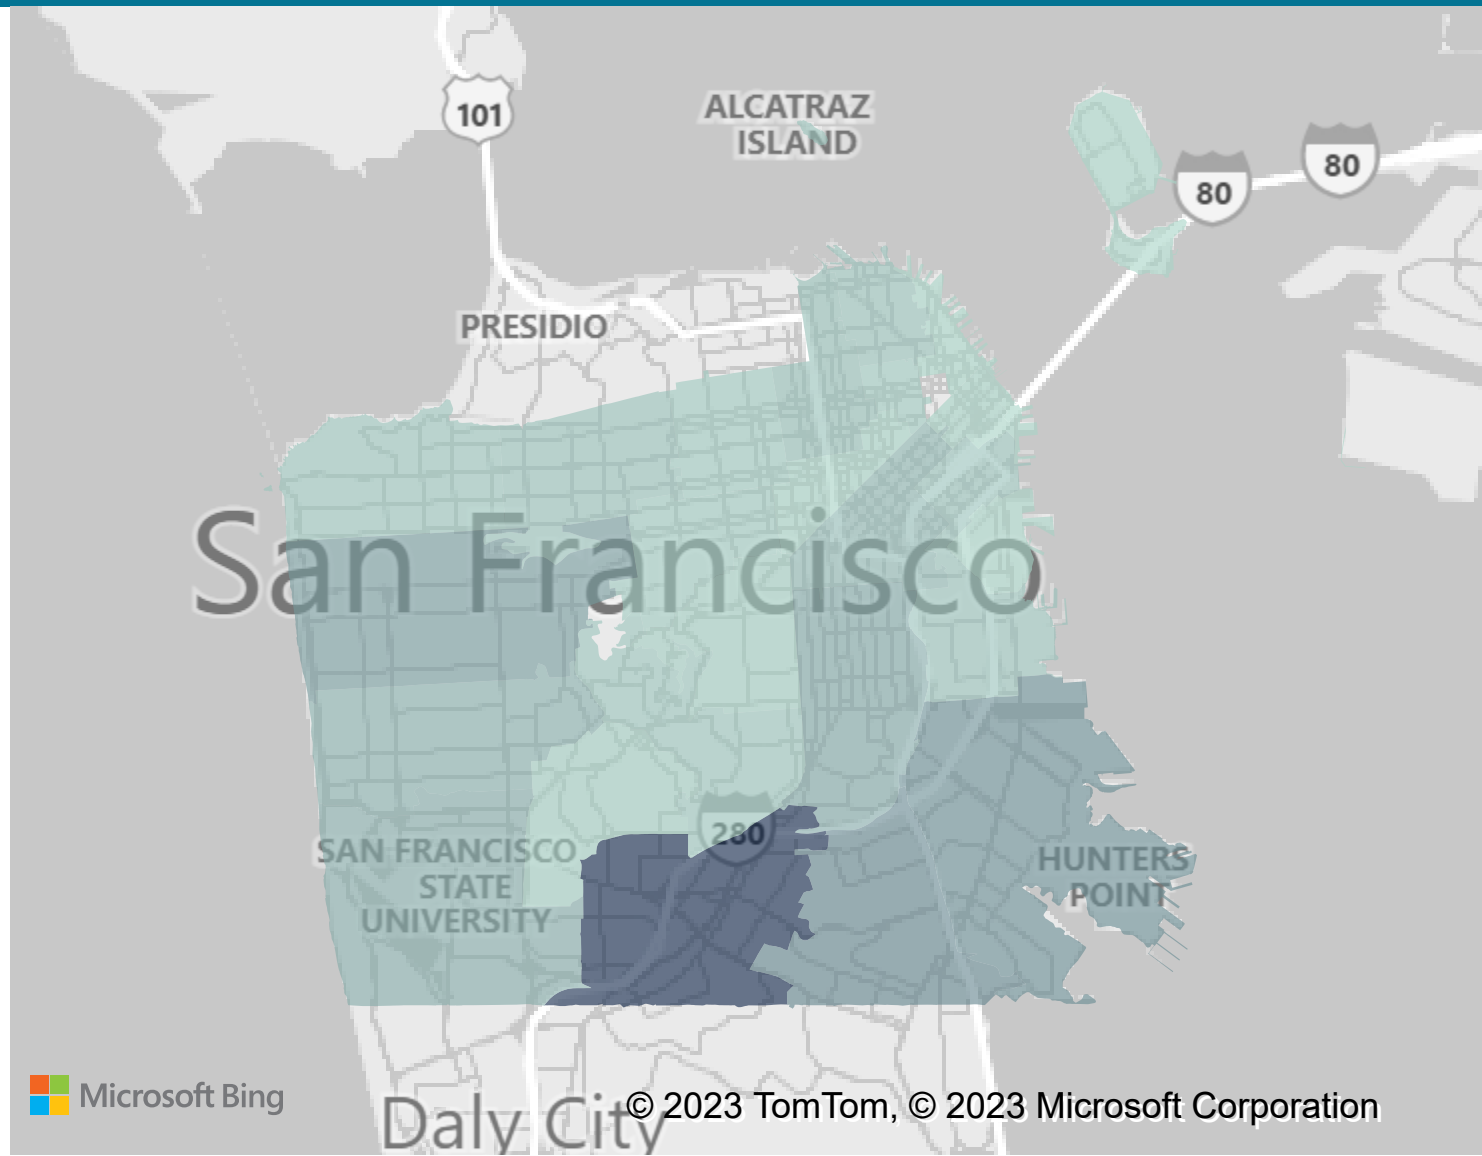 101
ALCATRAZ
ISLAND
80
80
PRESIDIO
San Francisco
280
SAN FRANCISCO
STATE
UNIVERSITY
HUNTERS
POINT
Microsoft Bing
Daly City
© 2023 TomTom, © 2023 Microsoft Corporation